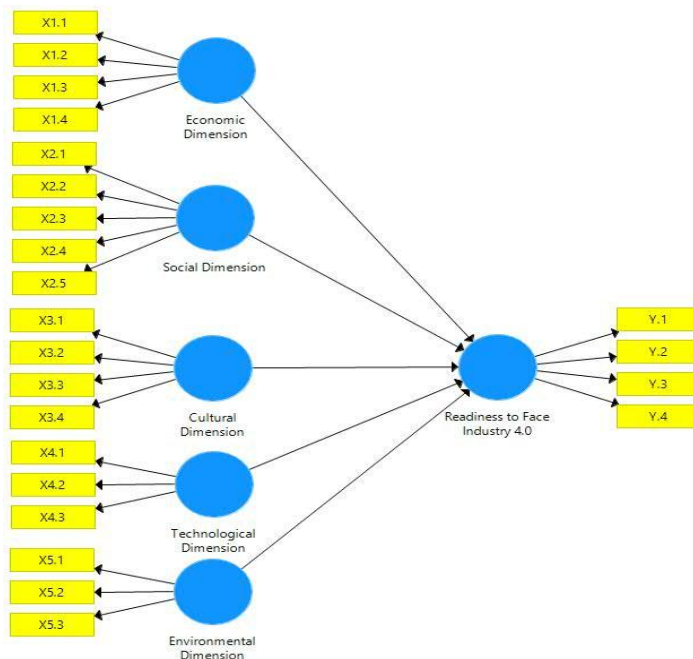 X1.1
X1.2
X1.3
X1.4
Economic
Dimension
X2.1
X2.2
X2.3
X2.4
X2.5
Social Dimension
X3.1
X3.2
X3.3
X3.4
Cultural
Dimension
X4.1
X4.2
X4.3
Technological
Dimension
X5.1
X5.2
X5.3
Environmental
Dimension
Readiness to Face
Industry 4.0
Y.1
Y.2
Y.3
Y.4